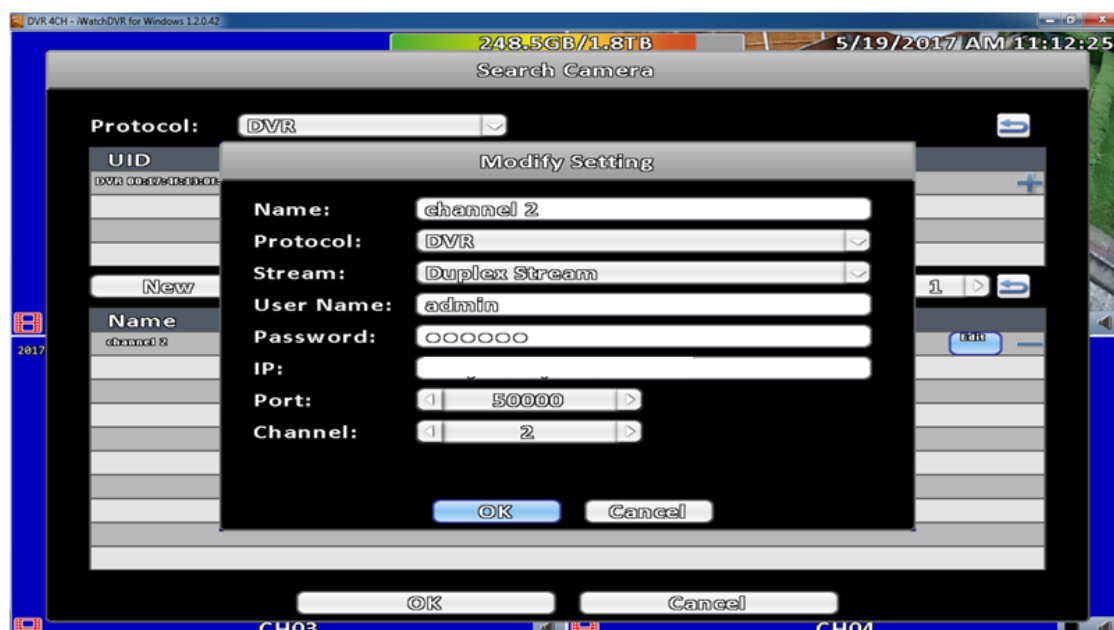 DVR 4CH - iWatchDVR for Windows 1.2.0.42
248.5GB/1.8TB 5/19/2017 AM 11:12:25
Search Camera
Protocol: DVR
UID
Modify Setting
Name: channel 2
Protocol: DVR
Stream: Duplex Stream
User Name: admin
Password: oooooo
IP:
Port: 50000
Channel: 2
OK Cancel
New
1
Name
channel 2
Edit
2017
OK Cancel
CH03 CH04